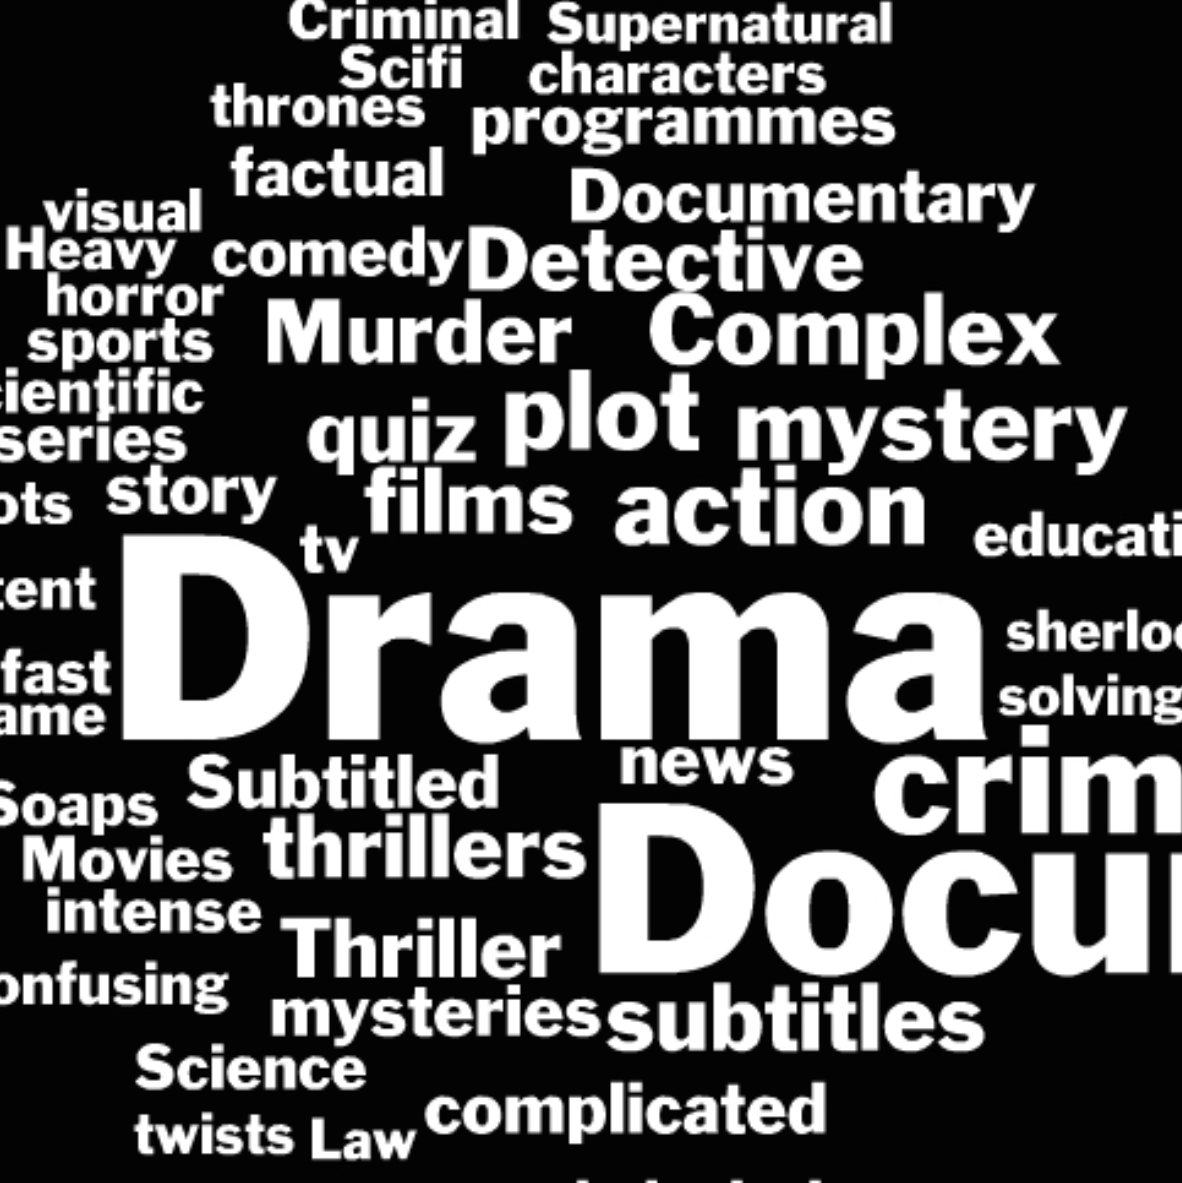 Criminal Supernatural
Scifi characters
thrones programmes
factual
visual Documentary
Heavy comedy Detective
horror
sports Murder Complex
ientific
series quiz plot mystery
ots story films action
tv educati
tent
Drama sherlo
fast solving
ame
news
Soaps Subtitled crim
Movies thrillers
intense Docu
Thriller
onfusing
mysteries subtitles
Science
complicated
twists Law